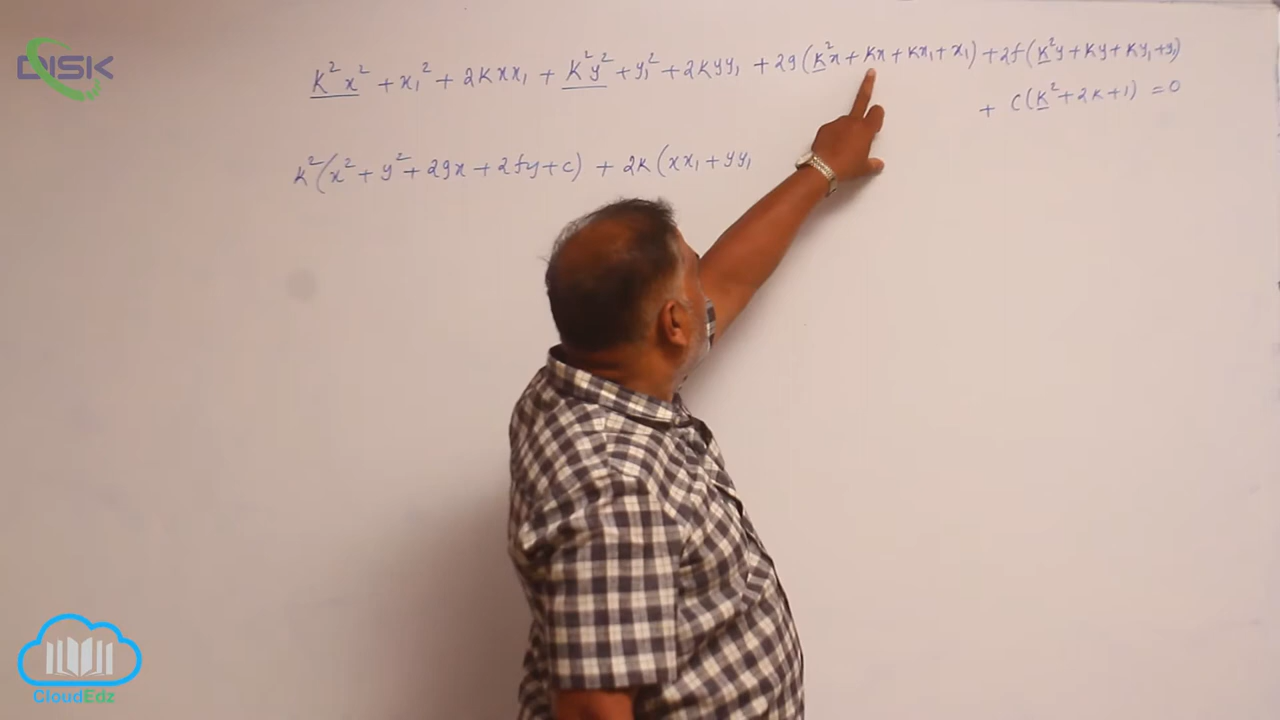 DISK
K²x² + x₁² + 2Kxx₁ + K²y² + y₁² + 2Kyy₁ + 2g(K²x + Kx + Kx₁ + x₁) + 2f(K²y + Ky + Ky₁ + y₁)
+ C(K² + 2K + 1) = 0
K²(x² + y² + 2gx + 2fy + c) + 2K(xx₁ + yy₁
CloudEdz